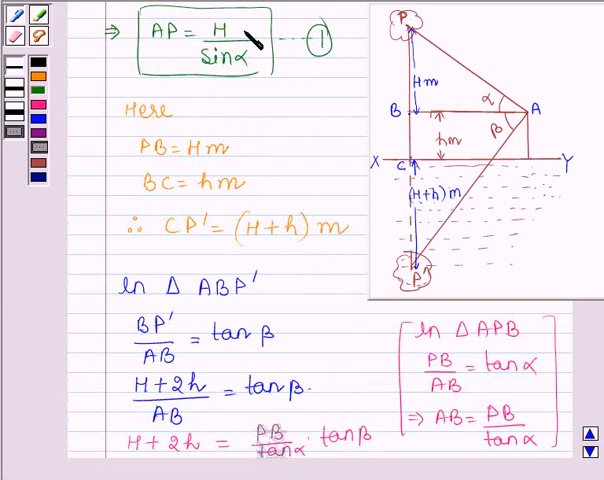 ⇒ AP = H / sinα ----- ①
Here
PB = H m
BC = h m
∴ CP' = (H+h) m
In Δ ABP'
BP' / AB = tan β
H + 2h / AB = tan β.
H + 2h = PB / tanα · tan β
In Δ APB
PB / AB = tan α
⇒ AB = PB / tan α
P
H m
B
α
A
β
h m
X
C
Y
(H+h) m
P'